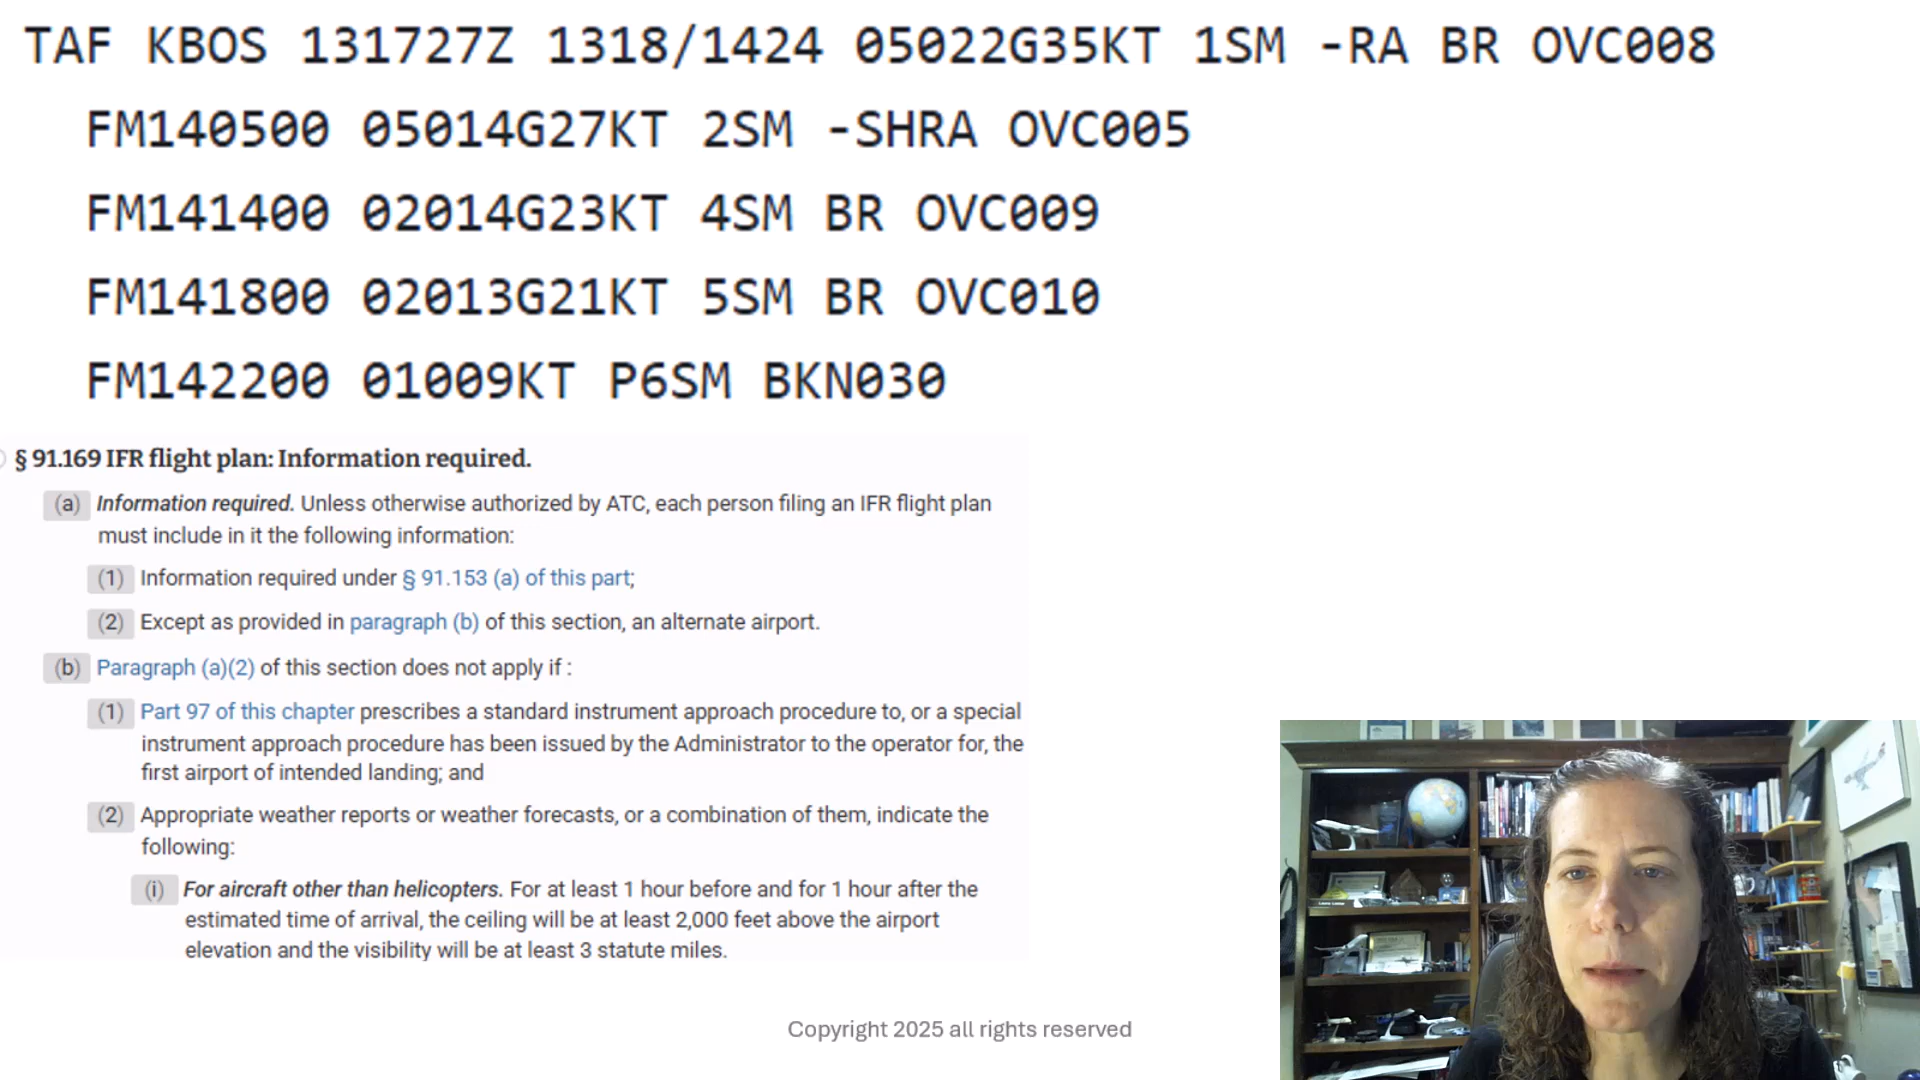 TAF KBOS 131727Z 1318/1424 05022G35KT 1SM -RA BR OVC008
FM140500 05014G27KT 2SM -SHRA OVC005
FM141400 02014G23KT 4SM BR OVC009
FM141800 02013G21KT 5SM BR OVC010
FM142200 01009KT P6SM BKN030
§ 91.169 IFR flight plan: Information required.
(a) Information required. Unless otherwise authorized by ATC, each person filing an IFR flight plan
must include in it the following information:
(1) Information required under § 91.153 (a) of this part;
(2) Except as provided in paragraph (b) of this section, an alternate airport.
(b) Paragraph (a)(2) of this section does not apply if :
(1) Part 97 of this chapter prescribes a standard instrument approach procedure to, or a special
instrument approach procedure has been issued by the Administrator to the operator for, the
first airport of intended landing; and
(2) Appropriate weather reports or weather forecasts, or a combination of them, indicate the
following:
(i) For aircraft other than helicopters. For at least 1 hour before and for 1 hour after the
estimated time of arrival, the ceiling will be at least 2,000 feet above the airport
elevation and the visibility will be at least 3 statute miles.
Copyright 2025 all rights reserved